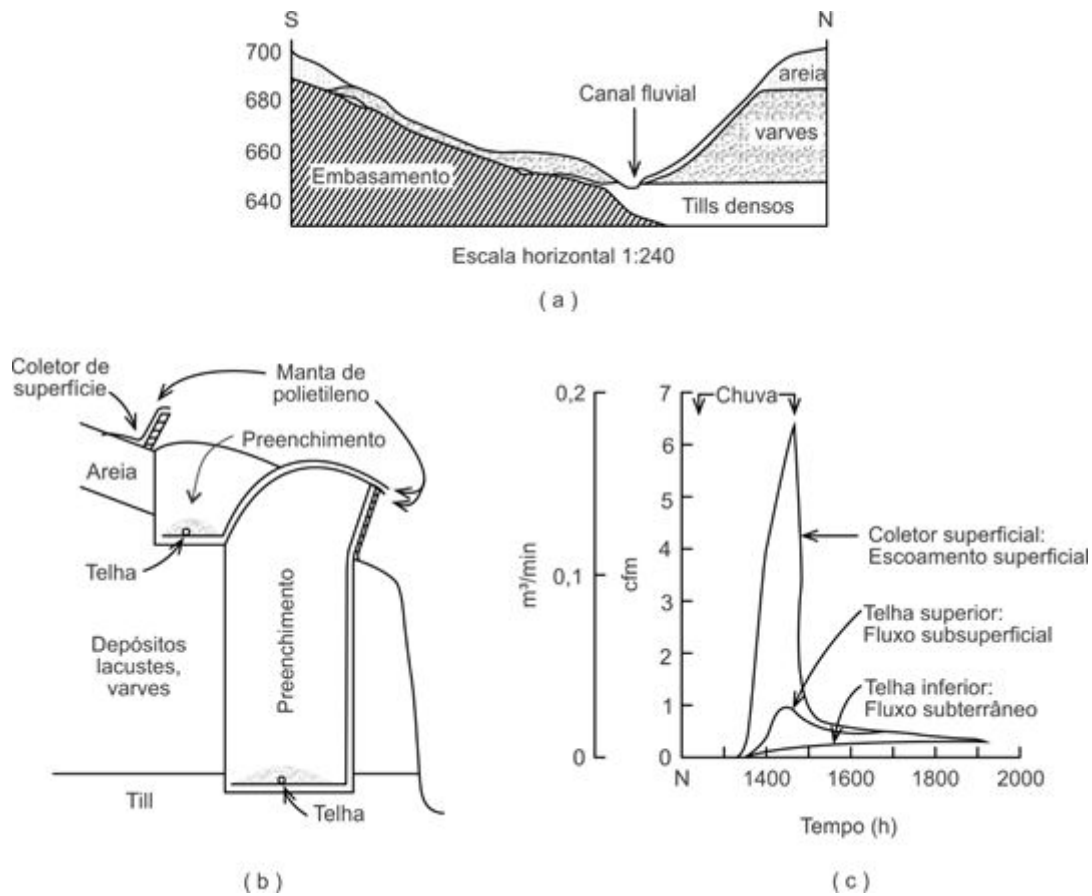 S
N
700
680
660
640
areia
Canal fluvial
varves
Embasamento
Tills densos
Escala horizontal 1:240
( a )
Coletor de
superfície
Manta de
polietileno
Preenchimento
Areia
Telha
Depósitos
lacustes,
varves
Preenchimento
Till
Telha
( b )
0,2
0,1
0
m³/min
cfm
7
6
5
4
3
2
1
0
Chuva
Coletor superficial:
Escoamento superficial
Telha superior:
Fluxo subsuperficial
Telha inferior:
Fluxo subterrâneo
N
1400
1600
1800
2000
Tempo (h)
( c )